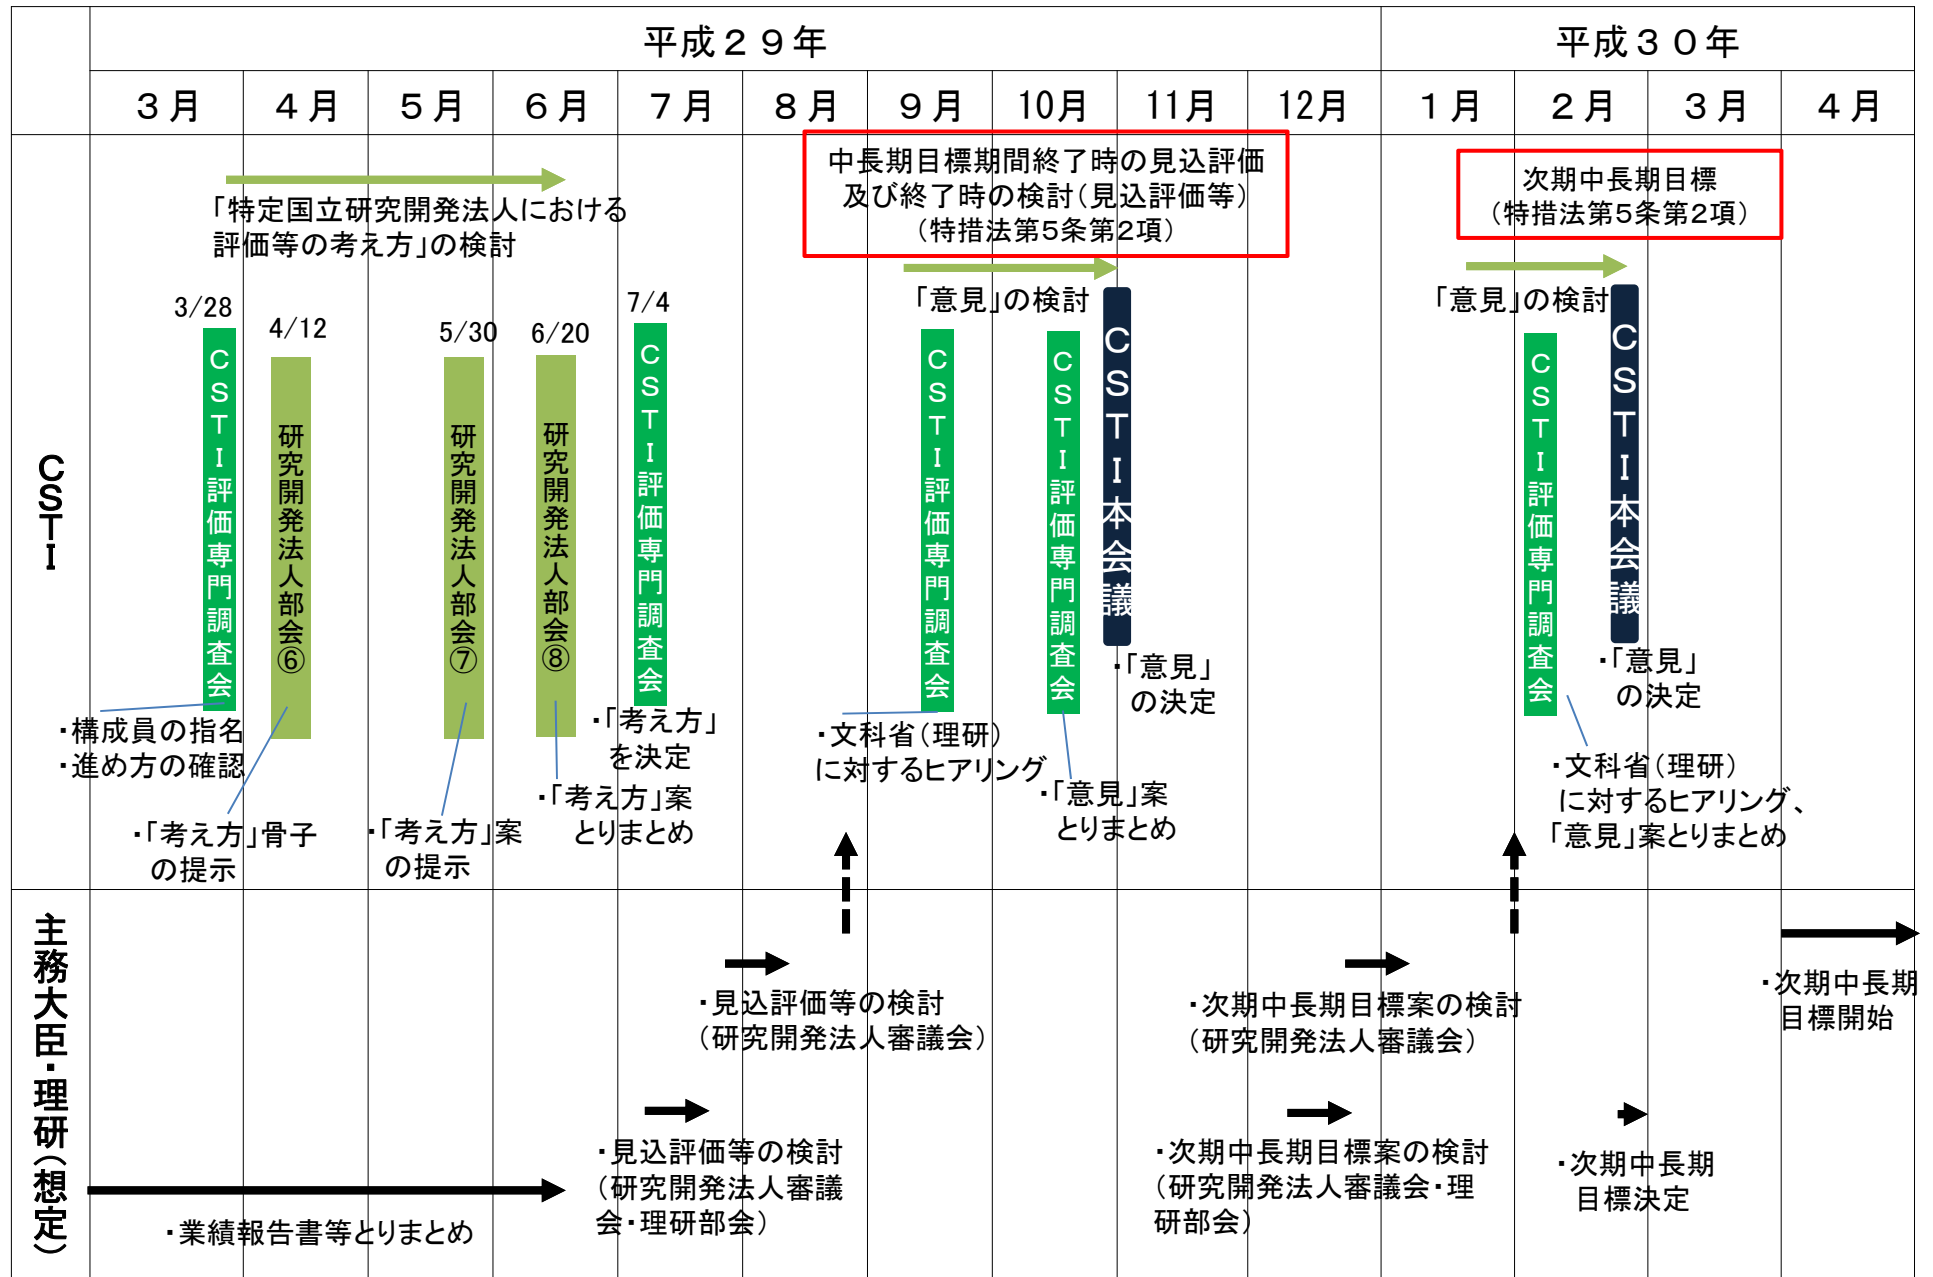 平成２９年
平成３０年
３月
４月
５月
６月
７月
８月
９月
10月
11月
12月
１月
２月
３月
４月
ＣＳＴＩ
「特定国立研究開発法人における
評価等の考え方」の検討
中長期目標期間終了時の見込評価
及び終了時の検討（見込評価等）
（特措法第５条第２項）
次期中長期目標
（特措法第５条第２項）
「意見」の検討
「意見」の検討
3/28
4/12
5/30
6/20
7/4
ＣＳＴＩ評価専門調査会
研究開発法人部会⑥
研究開発法人部会⑦
研究開発法人部会⑧
ＣＳＴＩ評価専門調査会
ＣＳＴＩ評価専門調査会
ＣＳＴＩ評価専門調査会
ＣＳＴＩ本会議
ＣＳＴＩ評価専門調査会
ＣＳＴＩ本会議
・構成員の指名
・進め方の確認
・「考え方」骨子
の提示
・「考え方」案
の提示
・「考え方」案
とりまとめ
・「考え方」
を決定
・文科省（理研）
に対するヒアリング
・「意見」案
とりまとめ
・「意見」
の決定
・文科省（理研）
に対するヒアリング、
「意見」案とりまとめ
・「意見」
の決定
主務大臣・理研（想定）
・見込評価等の検討
（研究開発法人審議会）
・次期中長期目標案の検討
（研究開発法人審議会）
・次期中長期
目標開始
・業績報告書等とりまとめ
・見込評価等の検討
（研究開発法人審議
会・理研部会）
・次期中長期目標案の検討
（研究開発法人審議会・理
研部会）
・次期中長期
目標決定